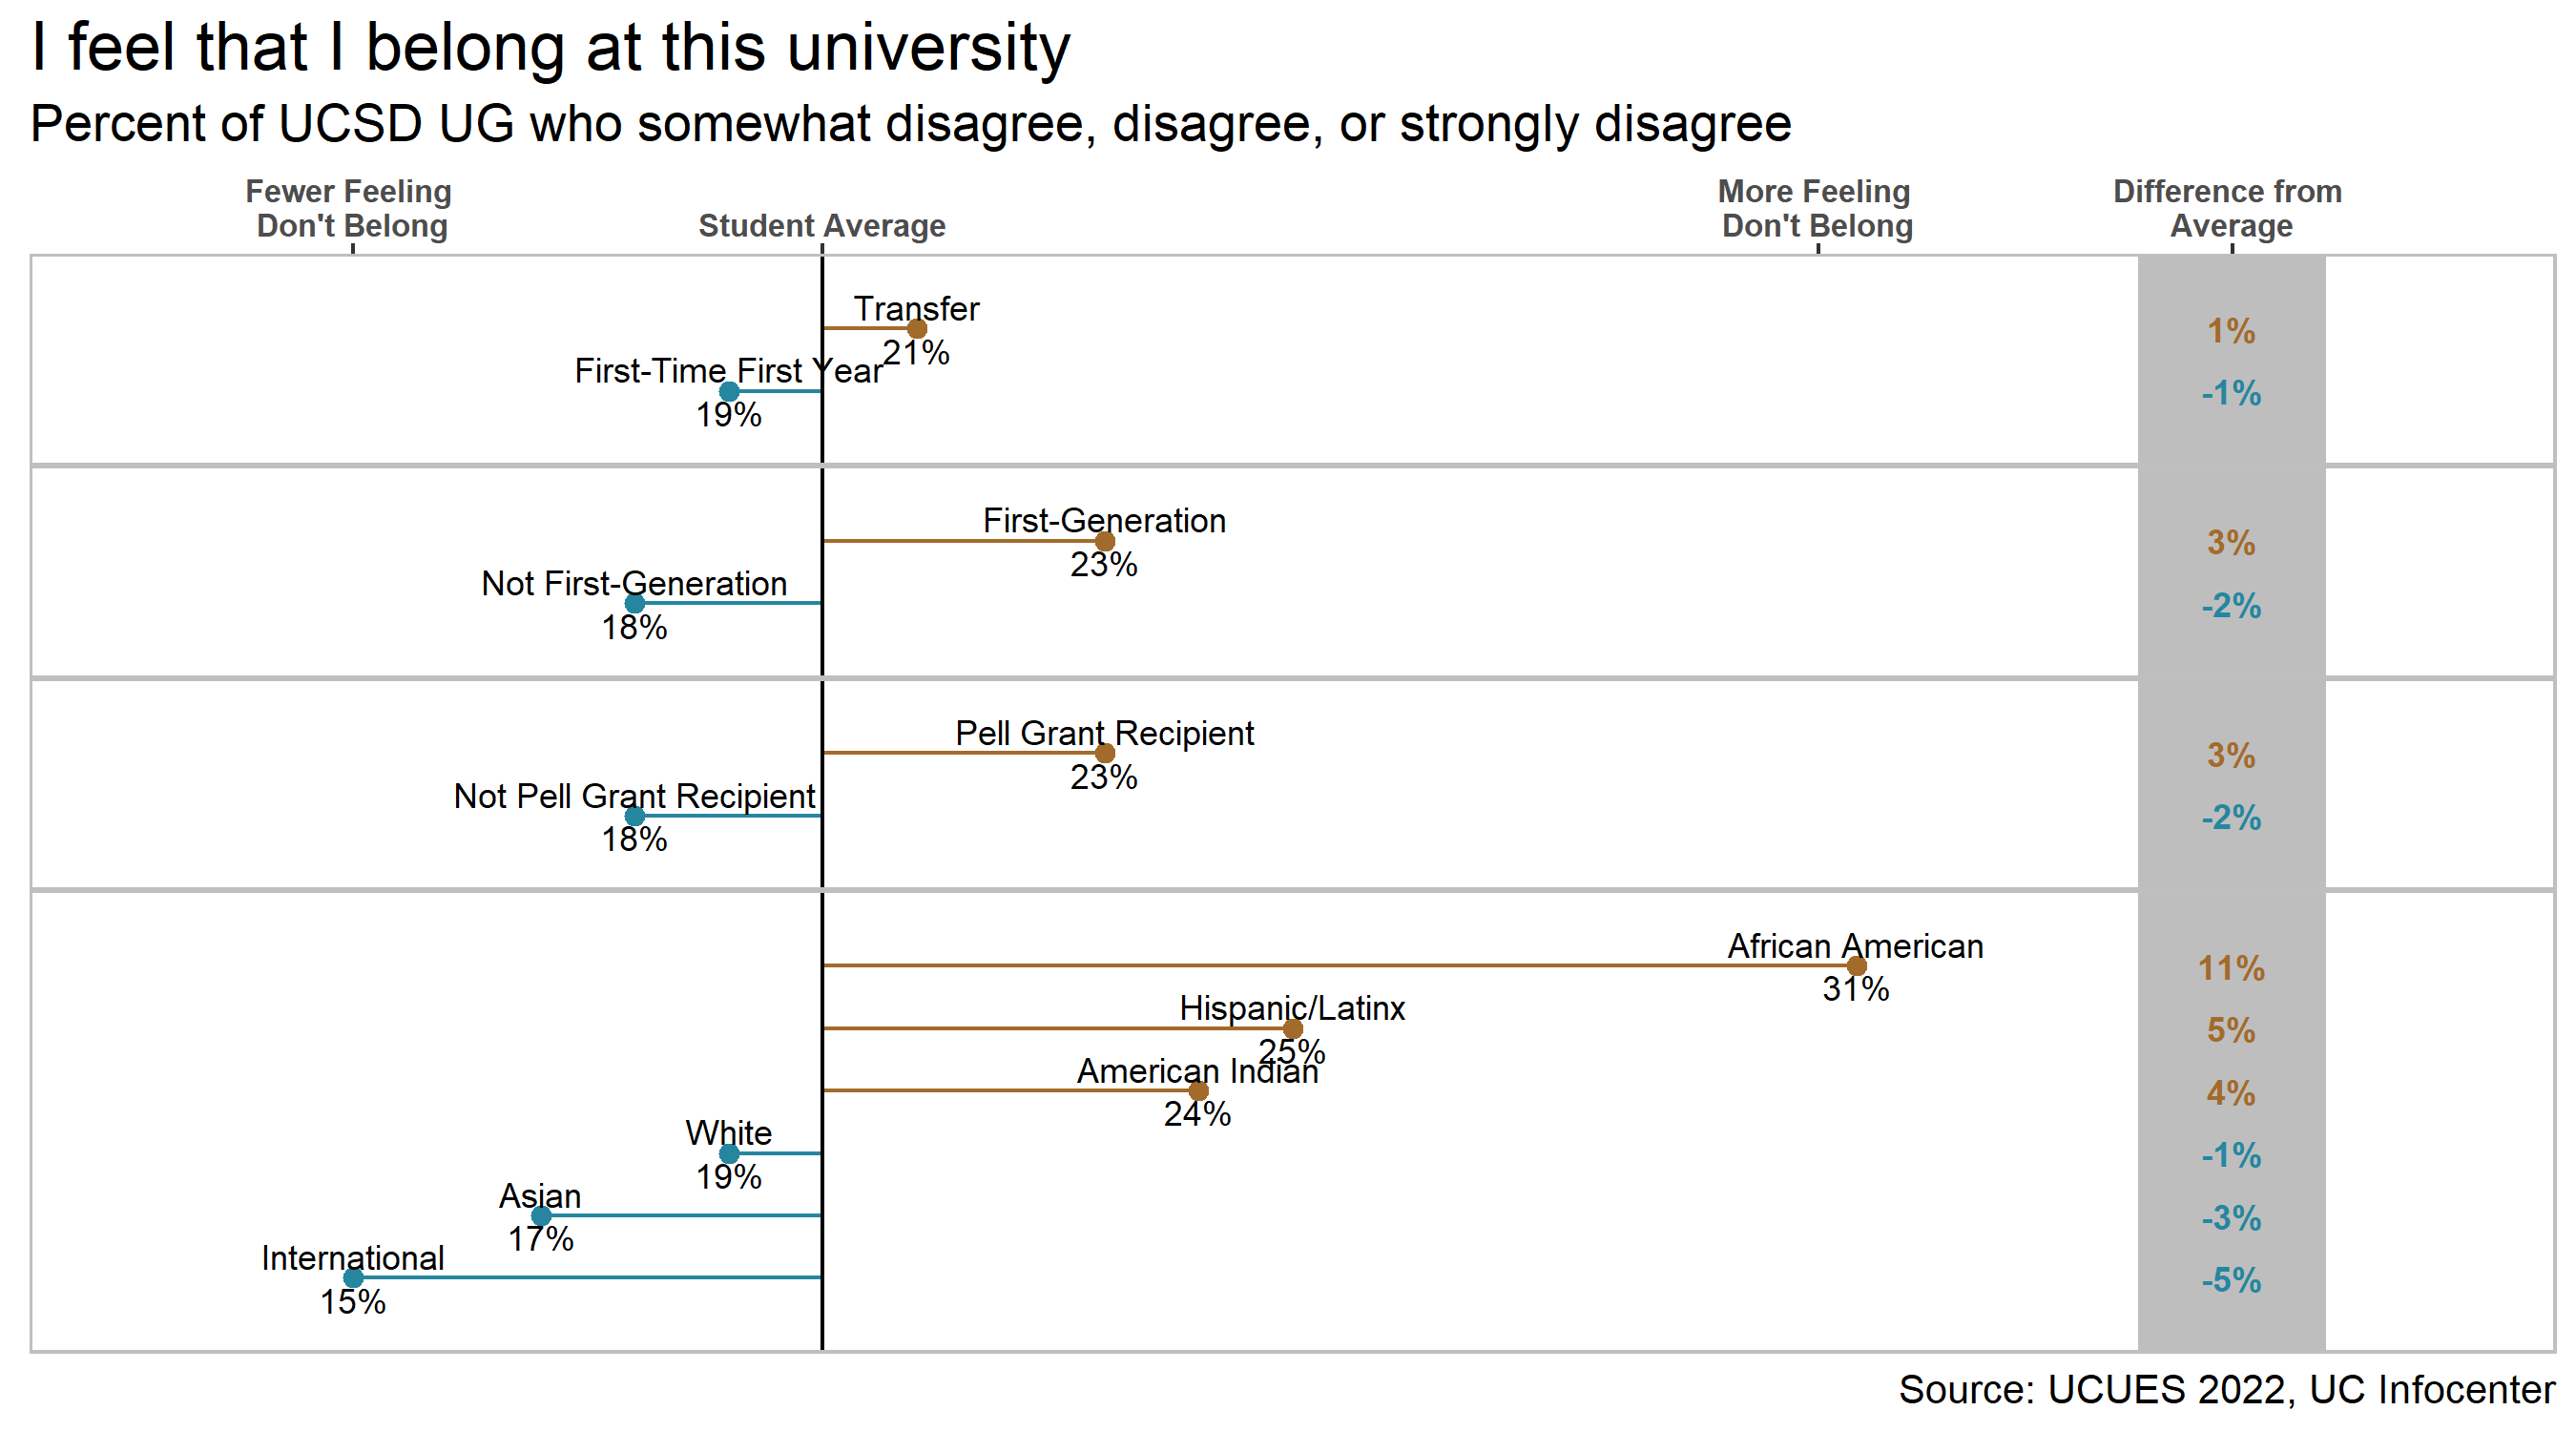 I feel that I belong at this university
Percent of UCSD UG who somewhat disagree, disagree, or strongly disagree
Fewer Feeling
Don't Belong
Student Average
More Feeling
Don't Belong
Difference from
Average
Transfer
21%
1%
First-Time First Year
19%
-1%
First-Generation
23%
3%
Not First-Generation
18%
-2%
Pell Grant Recipient
23%
3%
Not Pell Grant Recipient
18%
-2%
African American
31%
11%
Hispanic/Latinx
25%
5%
American Indian
24%
4%
White
19%
-1%
Asian
17%
-3%
International
15%
-5%
Source: UCUES 2022, UC Infocenter